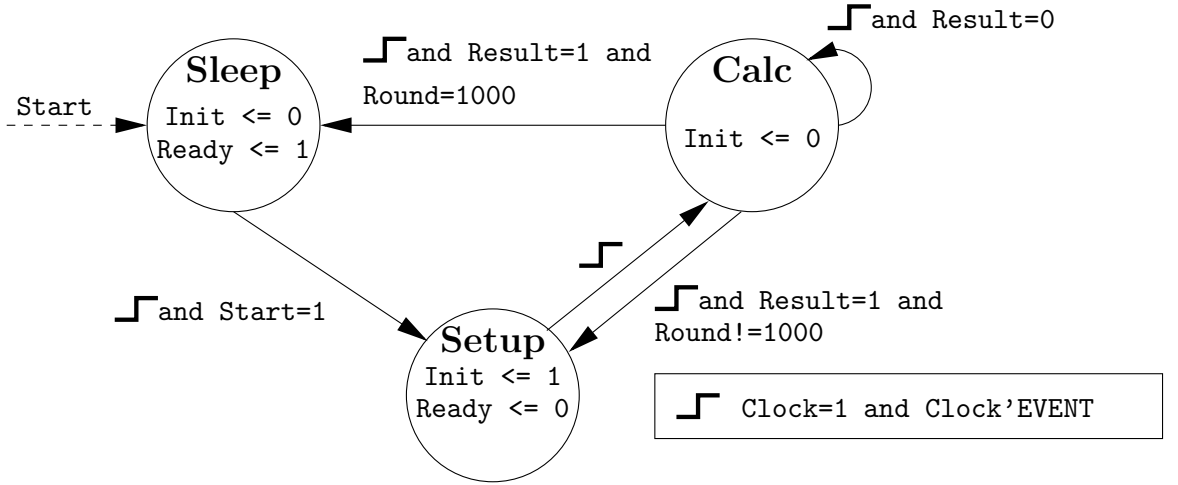 and Result=0
and Result=1 and
Round=1000
Start
Sleep
Init <= 0
Ready <= 1
Calc
Init <= 0
and Start=1
Setup
Init <= 1
Ready <= 0
and Result=1 and
Round!=1000
Clock=1 and Clock'EVENT